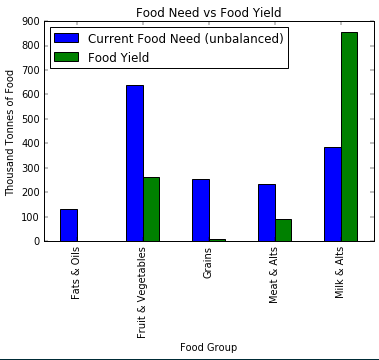 Food Need vs Food Yield
Current Food Need (unbalanced)
Food Yield
900
800
700
600
500
400
300
200
100
0
Thousand Tonnes of Food
Fats & Oils
Fruit & Vegetables
Grains
Meat & Alts
Milk & Alts
Food Group